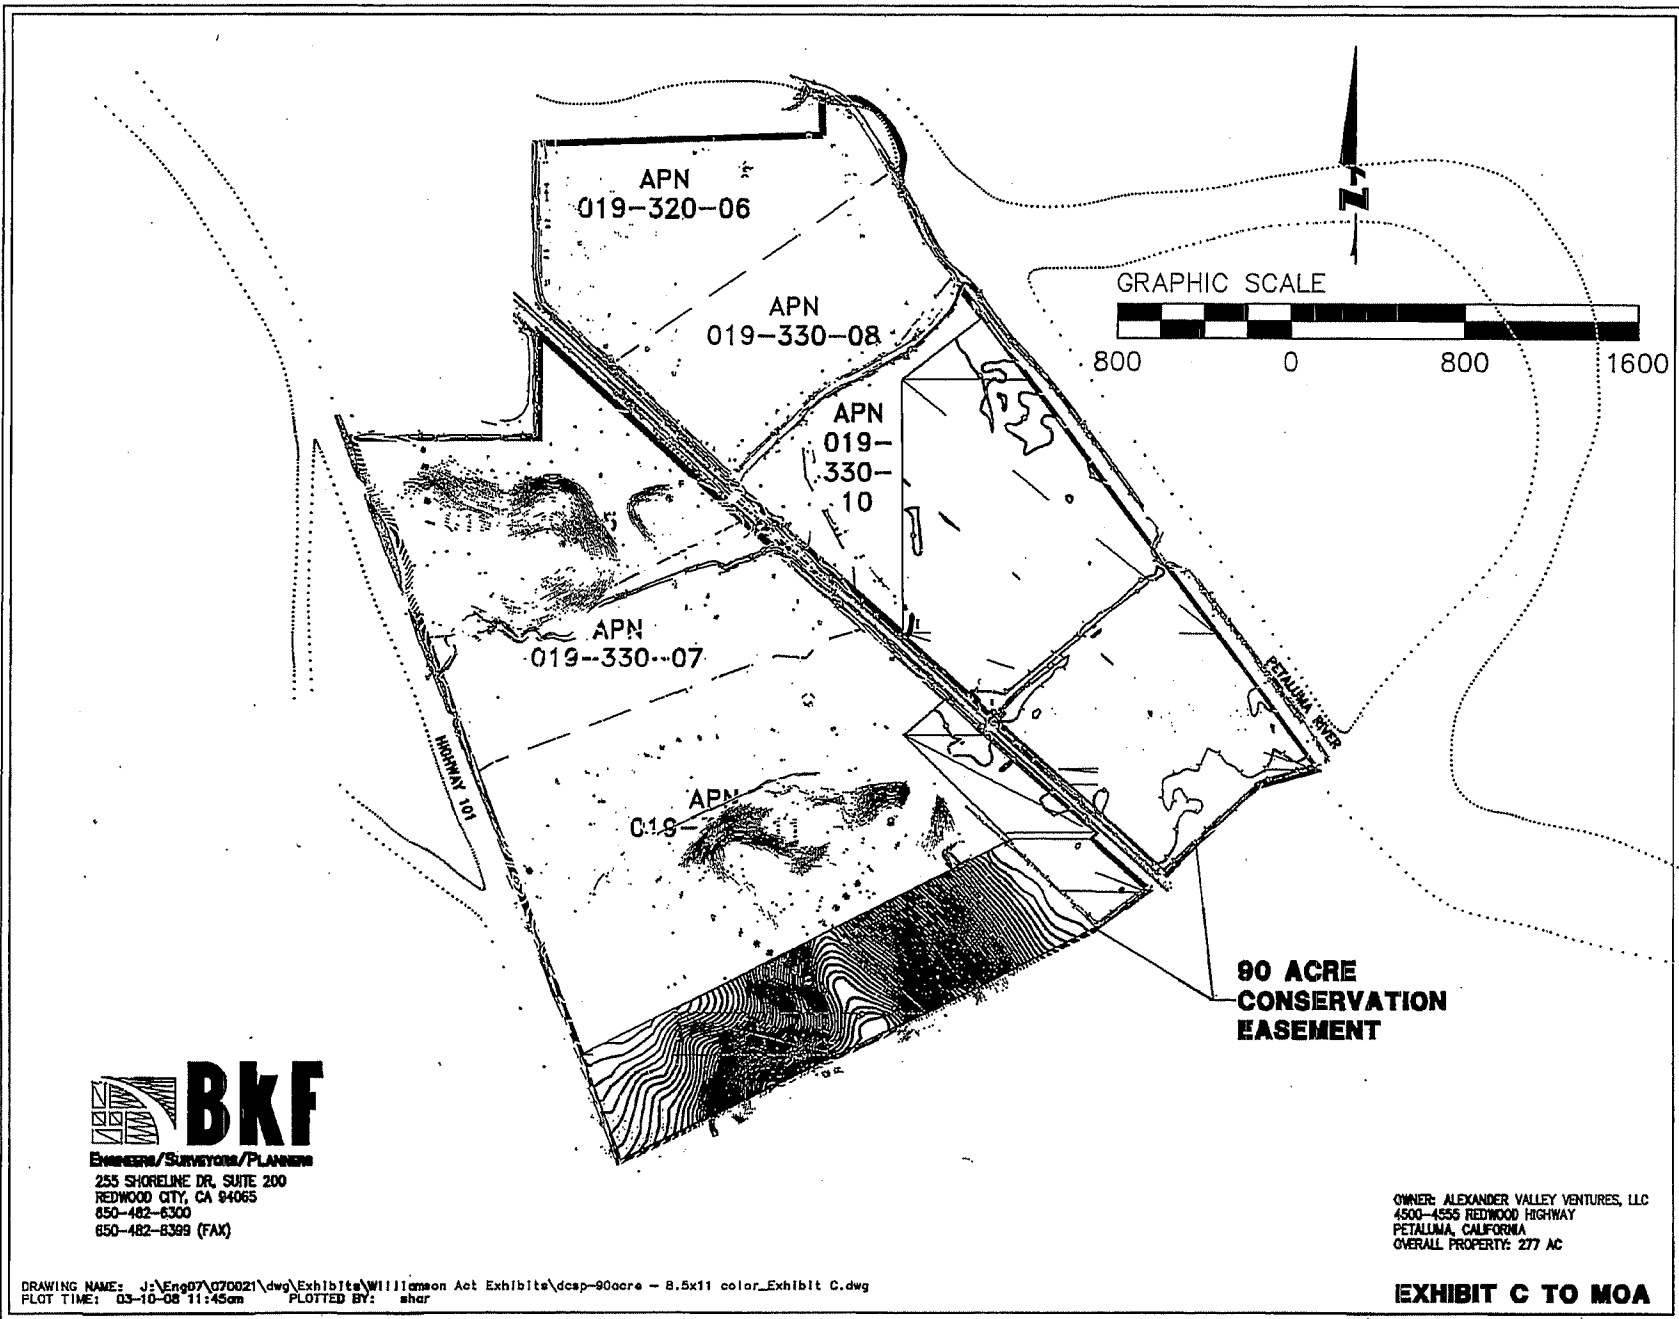 APN
019-320-06
APN
019-330-08
GRAPHIC SCALE
800 0 800 1600
APN
019-
330-
10
5
APN
019-330-07
HIGHWAY 101
PETALUMA RIVER
APN
019-
90 ACRE
CONSERVATION
EASEMENT
BKF
ENGINEERS/SURVEYORS/PLANNERS
255 SHORELINE DR, SUITE 200
REDWOOD CITY, CA 94065
650-482-6300
650-482-6399 (FAX)
OWNER: ALEXANDER VALLEY VENTURES, LLC
4500-4555 REDWOOD HIGHWAY
PETALUMA, CALIFORNIA
OVERALL PROPERTY: 277 AC
DRAWING NAME: J:\Eng07\070021\dwg\Exhibits\Williamson Act Exhibits\dcsp-90acre - 8.5x11 color_Exhibit C.dwg
PLOT TIME: 03-10-08 11:45am PLOTTED BY: shar
EXHIBIT C TO MOA